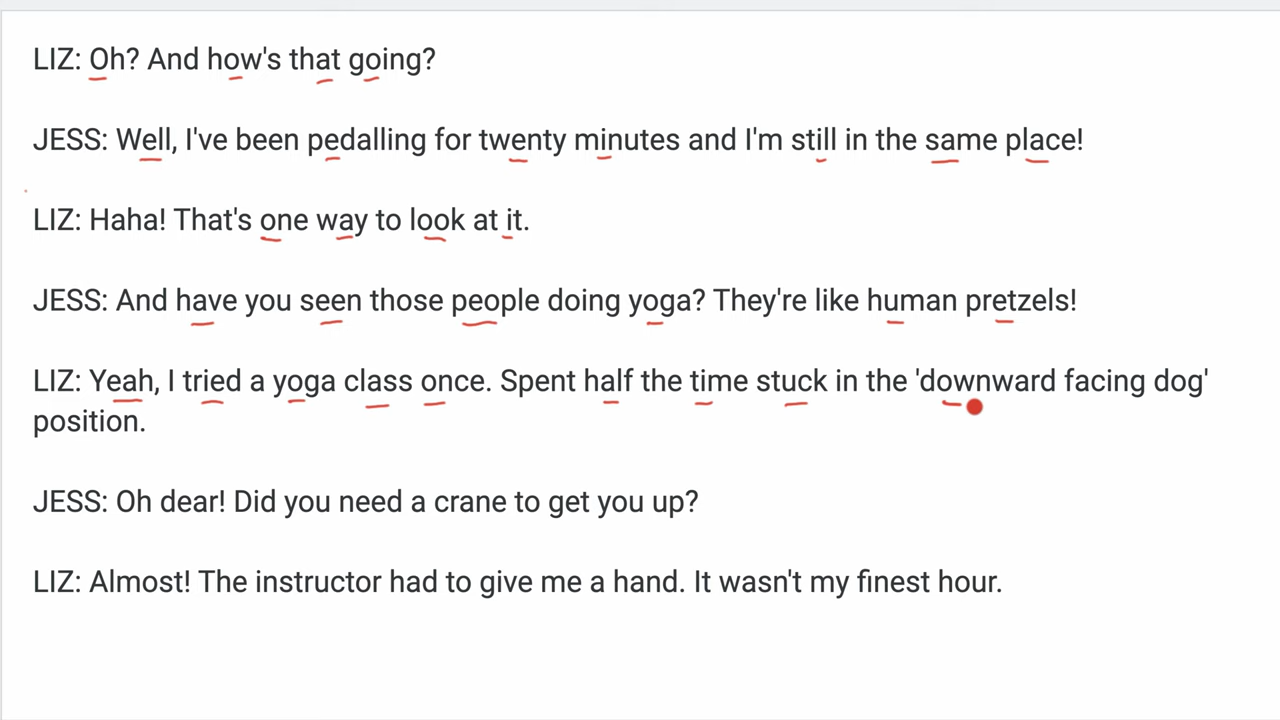 LIZ: Oh? And how's that going?
JESS: Well, I've been pedalling for twenty minutes and I'm still in the same place!
LIZ: Haha! That's one way to look at it.
JESS: And have you seen those people doing yoga? They're like human pretzels!
LIZ: Yeah, I tried a yoga class once. Spent half the time stuck in the 'downward facing dog'
position.
JESS: Oh dear! Did you need a crane to get you up?
LIZ: Almost! The instructor had to give me a hand. It wasn't my finest hour.